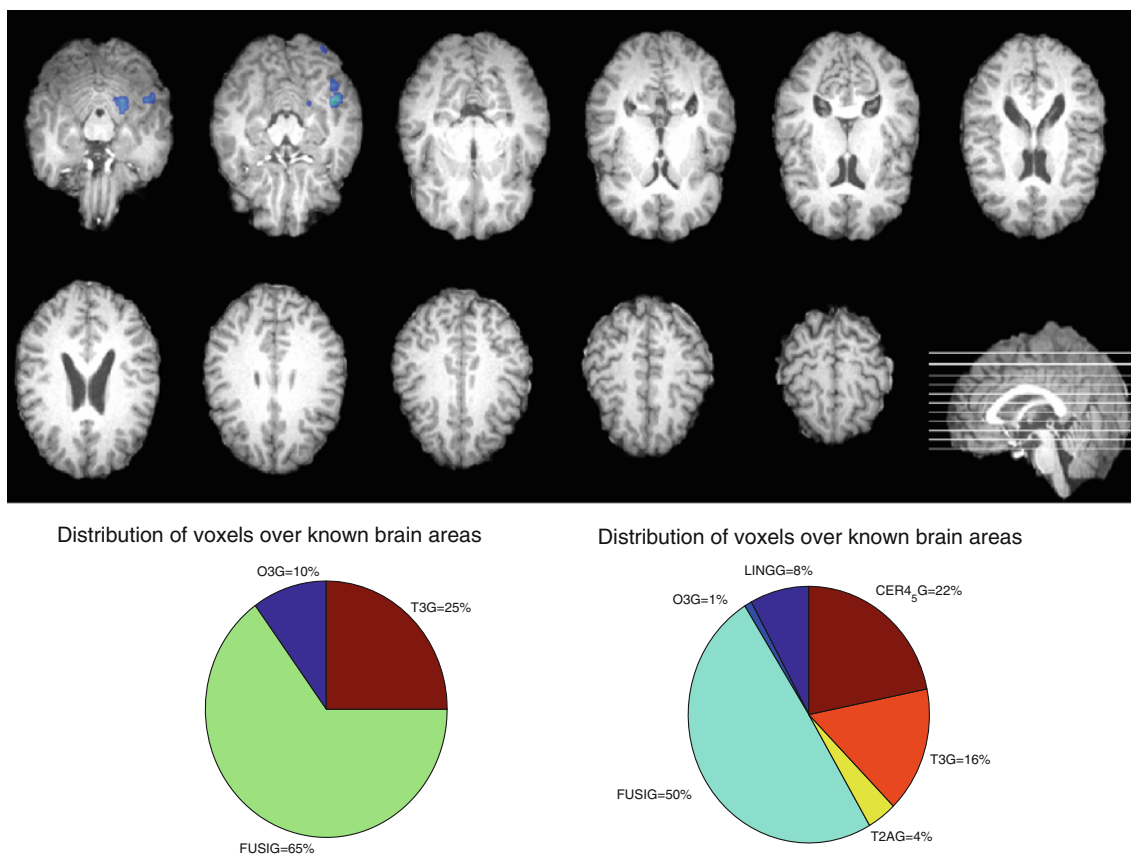 Distribution of voxels over known brain areas
O3G=10%
T3G=25%
FUSIG=65%
Distribution of voxels over known brain areas
LINGG=8%
O3G=1%
CER4₅G=22%
FUSIG=50%
T3G=16%
T2AG=4%